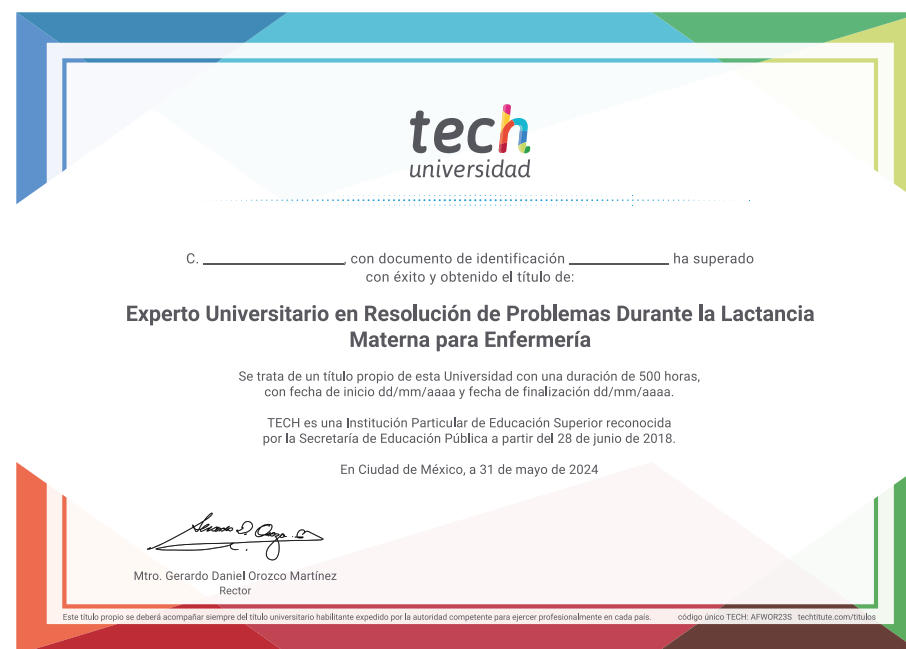 tech
universidad
C. ____________________, con documento de identificación ______________ ha superado
con éxito y obtenido el título de:
Experto Universitario en Resolución de Problemas Durante la Lactancia
Materna para Enfermería
Se trata de un título propio de esta Universidad con una duración de 500 horas,
con fecha de inicio dd/mm/aaaa y fecha de finalización dd/mm/aaaa.
TECH es una Institución Particular de Educación Superior reconocida
por la Secretaría de Educación Pública a partir del 28 de junio de 2018.
En Ciudad de México, a 31 de mayo de 2024
Mtro. Gerardo Daniel Orozco Martínez
Rector
Este título propio se deberá acompañar siempre del título universitario habilitante expedido por la autoridad competente para ejercer profesionalmente en cada país. código único TECH: AFWOR23S techtitute.com/titulos